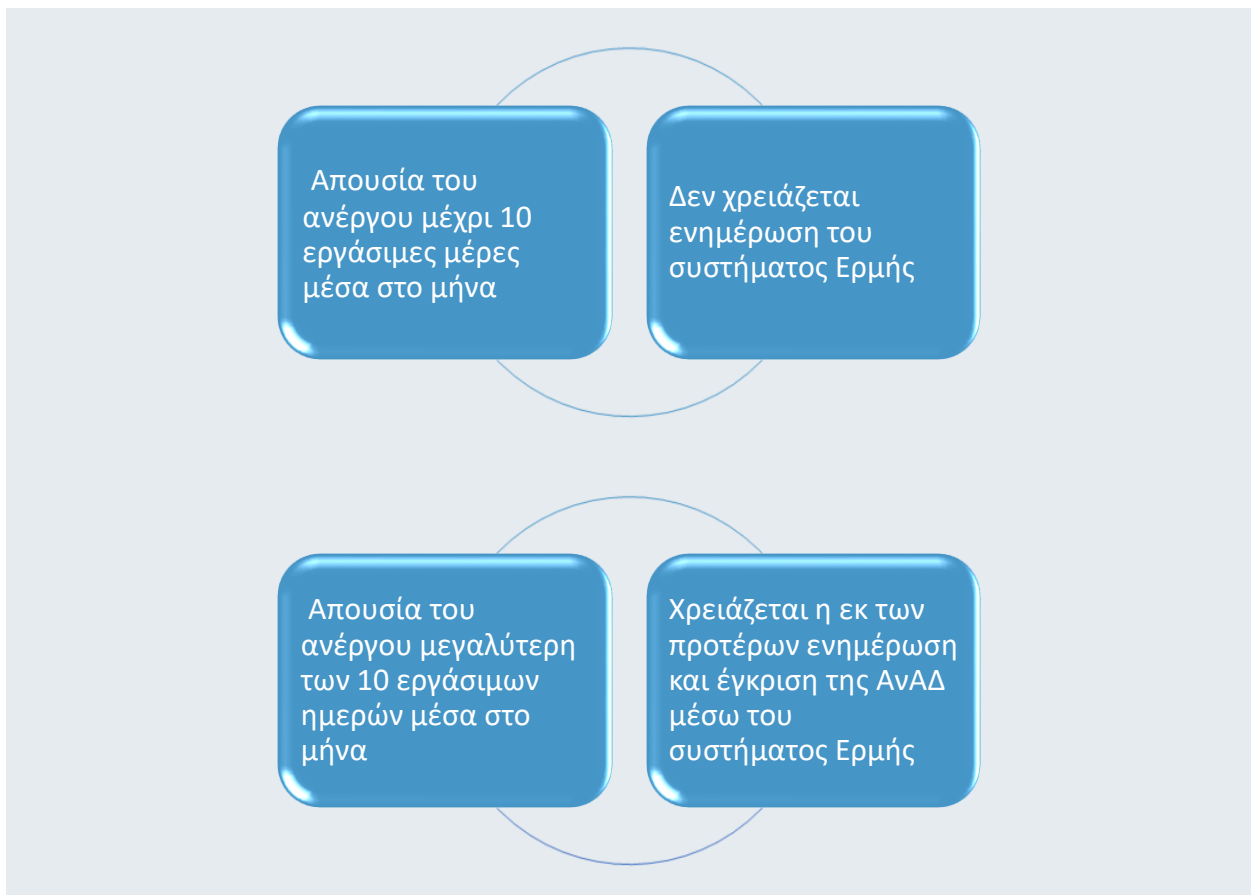 Απουσία του
ανέργου μέχρι 10
εργάσιμες μέρες
μέσα στο μήνα
Δεν χρειάζεται
ενημέρωση του
συστήματος Ερμής
Απουσία του
ανέργου μεγαλύτερη
των 10 εργάσιμων
ημερών μέσα στο
μήνα
Χρειάζεται η εκ των
προτέρων ενημέρωση
και έγκριση της ΑνΑΔ
μέσω του
συστήματος Ερμής